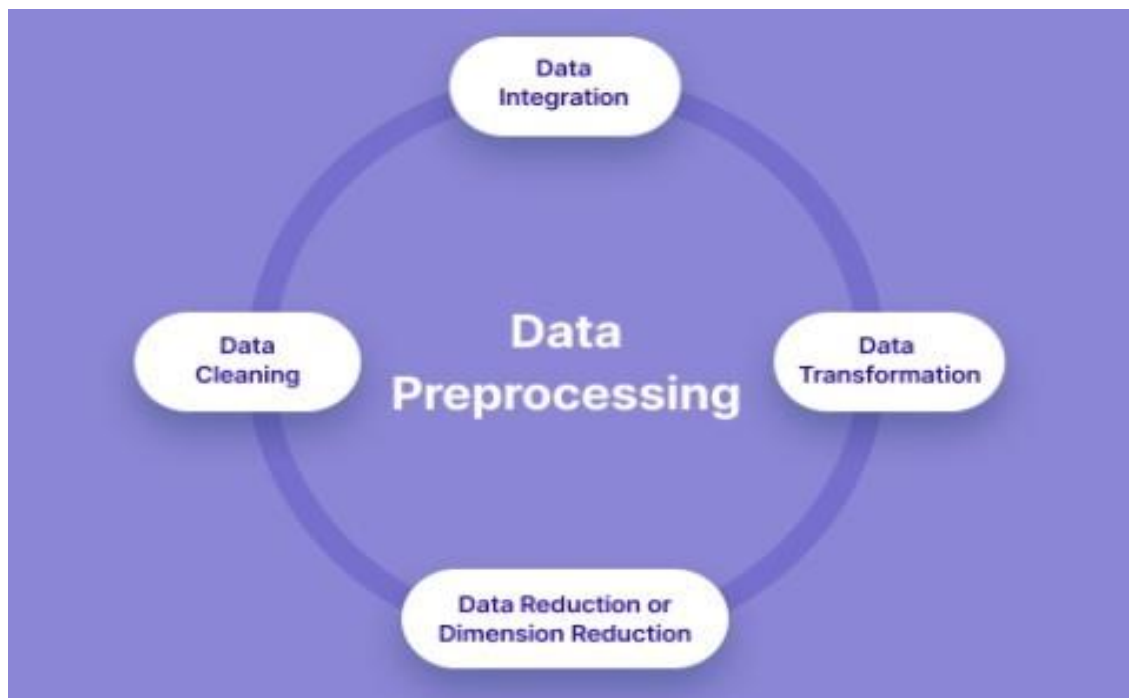 Data
Integration
Data
Cleaning
Data
Preprocessing
Data
Transformation
Data Reduction or
Dimension Reduction